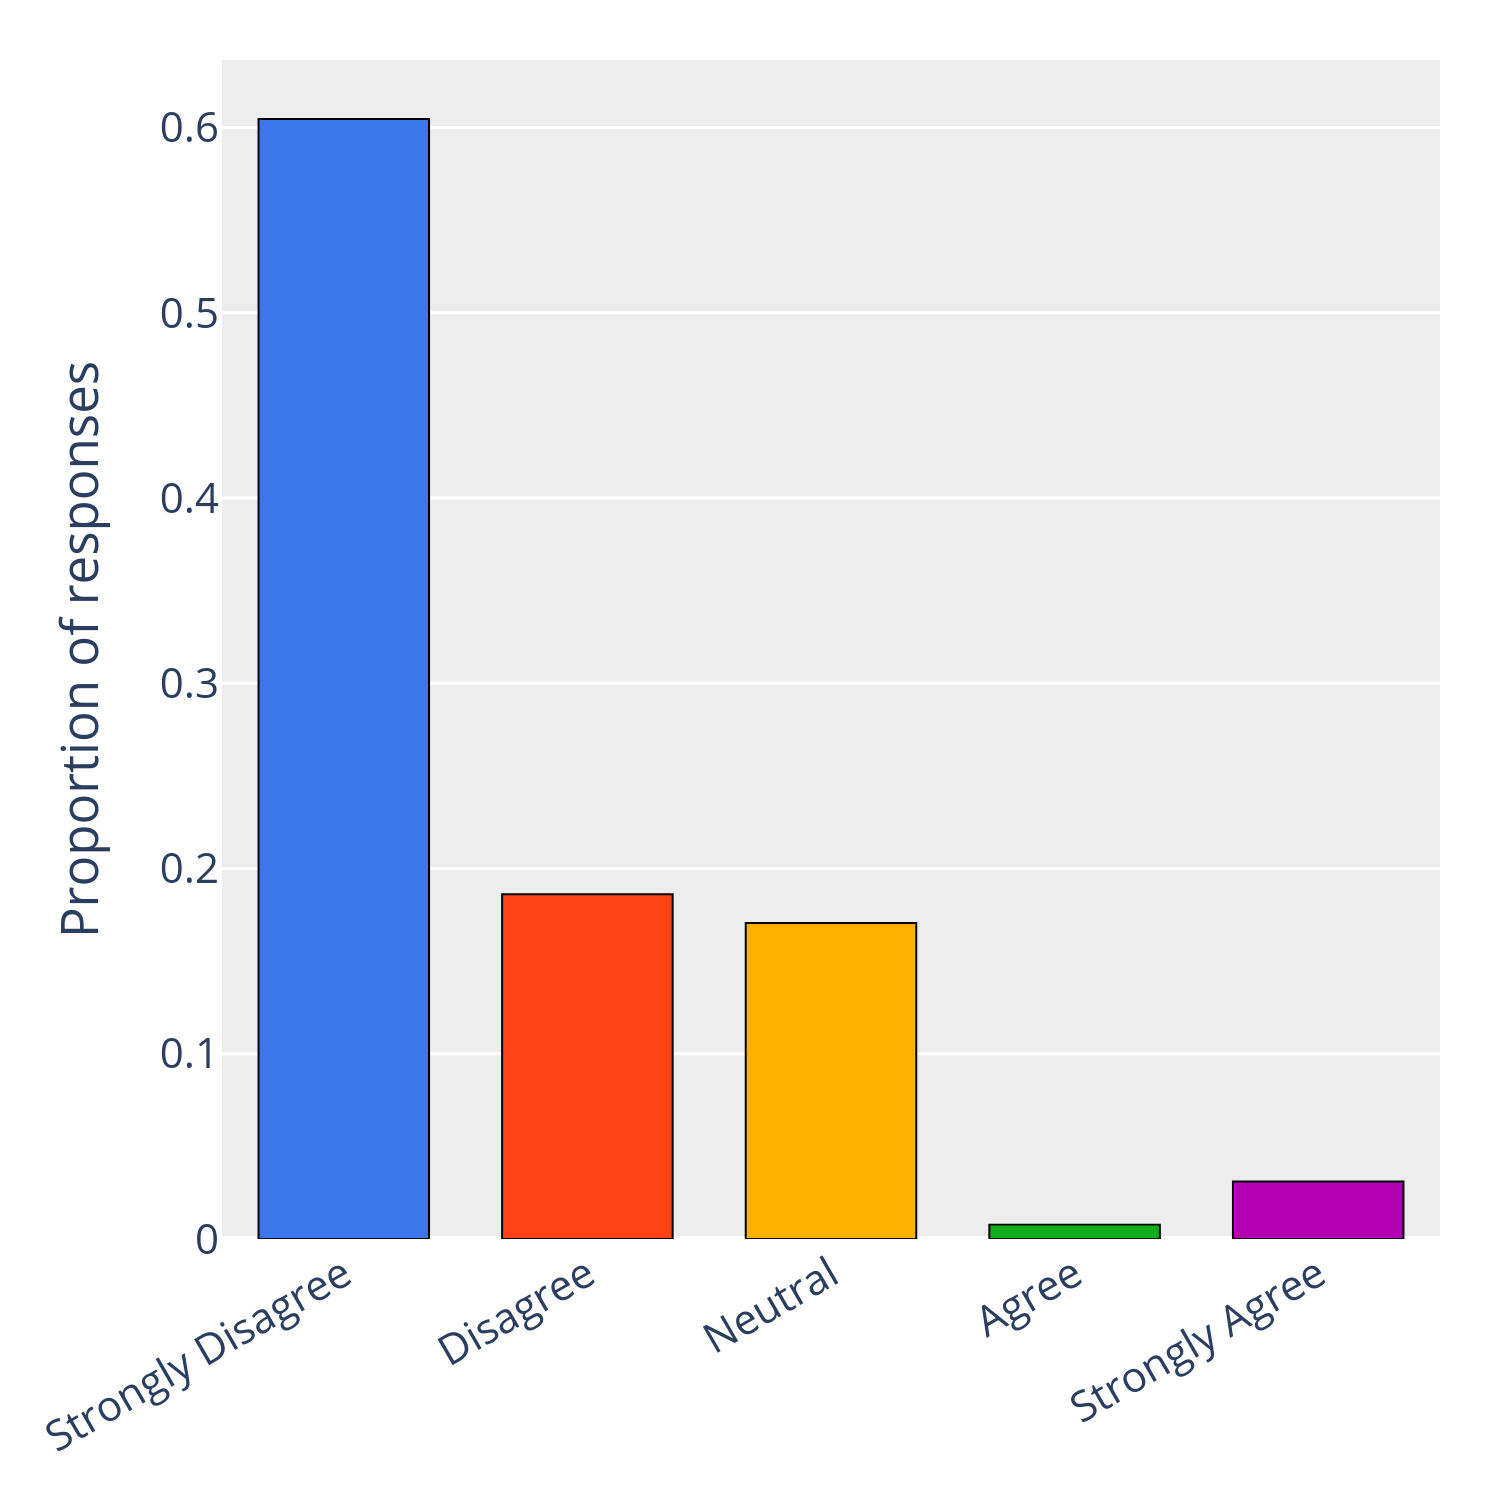 Proportion of responses
0.6
0.5
0.4
0.3
0.2
0.1
0
Strongly Disagree
Disagree
Neutral
Agree
Strongly Agree